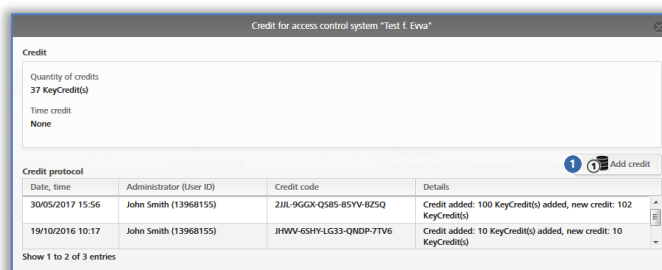 Credit for access control system "Test f. Evva"
Credit
Quantity of credits
37 KeyCredit(s)
Time credit
None
1 1 Add credit
Credit protocol
Date, time Administrator (User ID) Credit code Details
30/05/2017 15:56 John Smith (13968155) 2JJL-9GGX-QS85-85YV-BZ5Q Credit added: 100 KeyCredit(s) added, new credit: 102
KeyCredit(s)
19/10/2016 10:17 John Smith (13968155) JHWV-6SHY-LG33-QNDP-7TV6 Credit added: 10 KeyCredit(s) added, new credit: 10
KeyCredit(s)
Show 1 to 2 of 3 entries